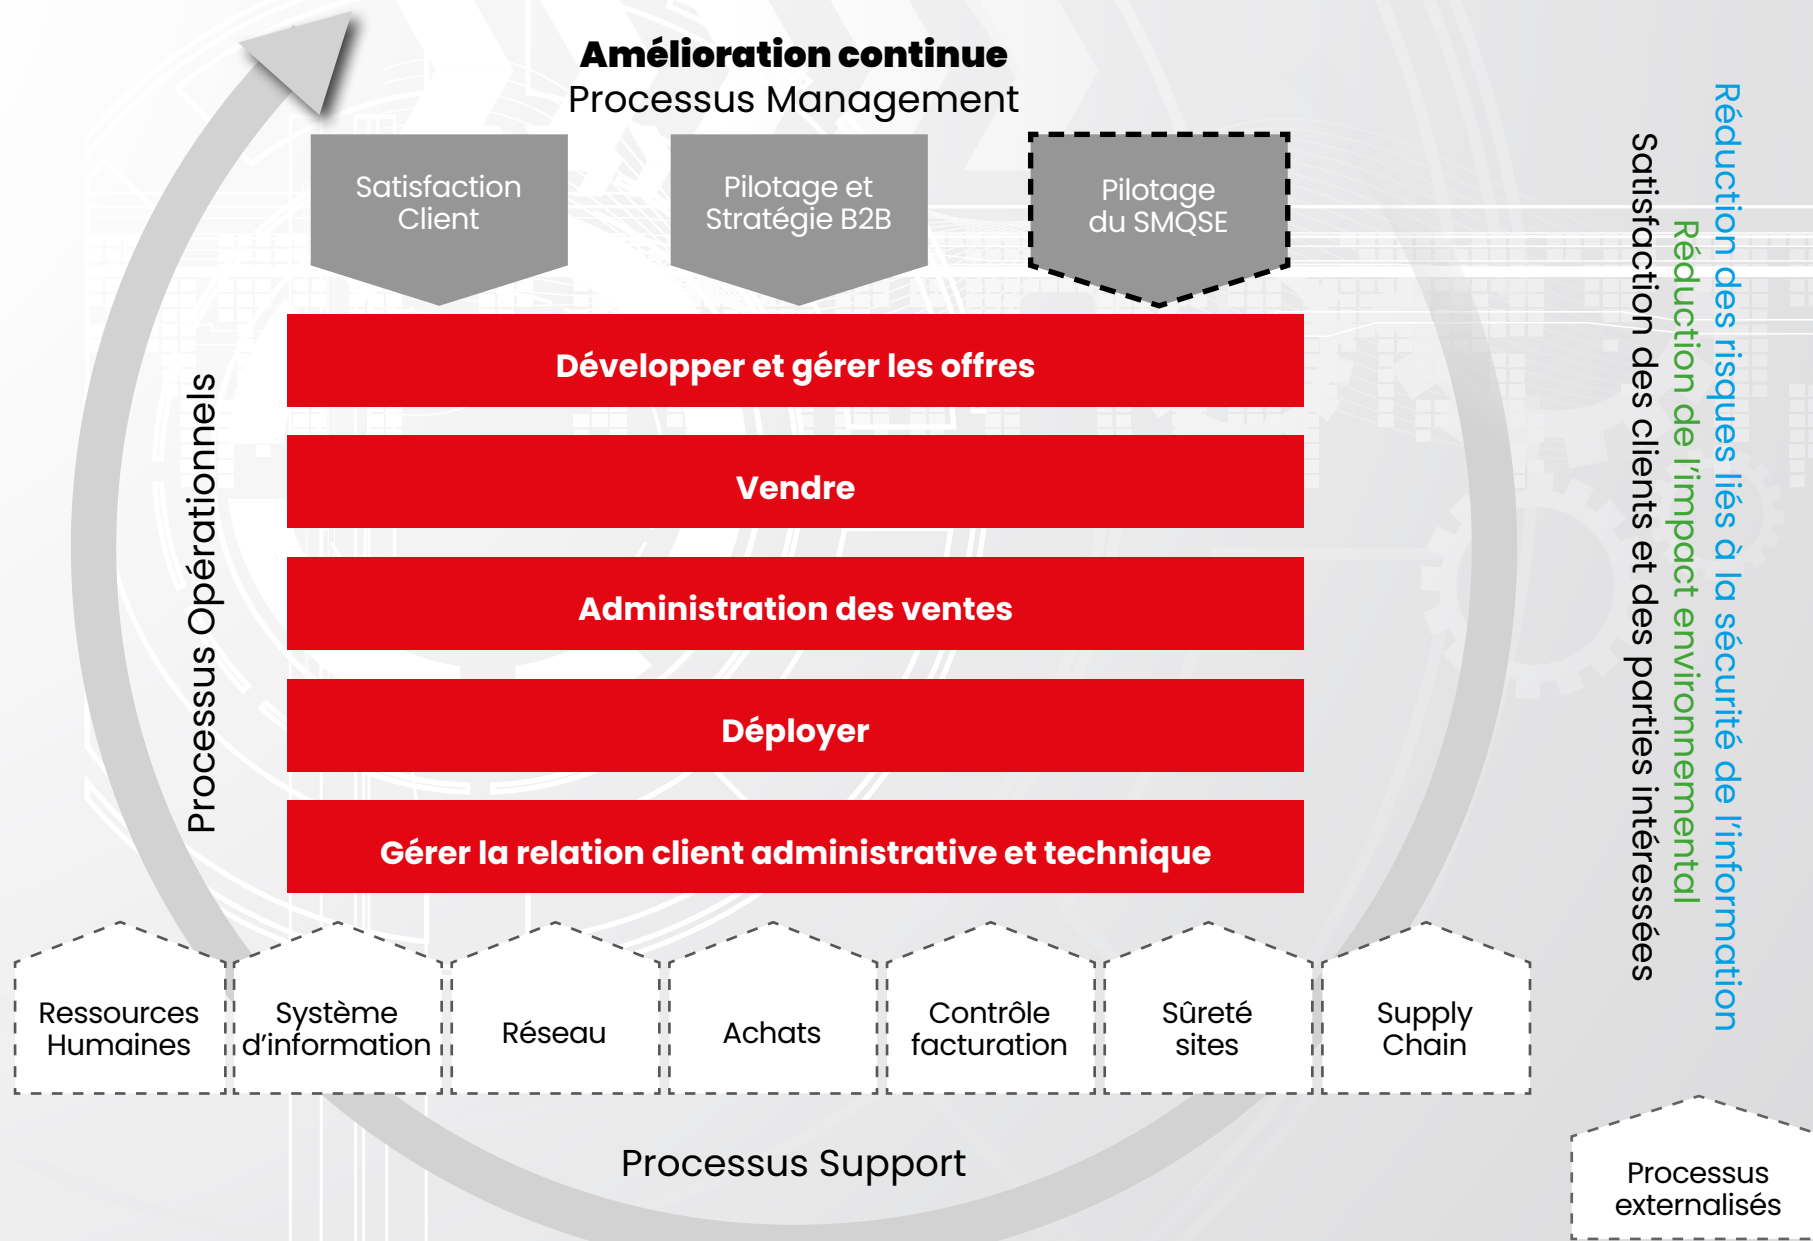 Amélioration continue
Processus Management
Satisfaction
Client
Pilotage et
Stratégie B2B
Pilotage
du SMQSE
Processus Opérationnels
Développer et gérer les offres
Vendre
Administration des ventes
Déployer
Gérer la relation client administrative et technique
Réduction des risques liés à la sécurité de l'information
Réduction de l'impact environnemental
Satisfaction des clients et des parties intéressées
Ressources
Humaines
Système
d'information
Réseau
Achats
Contrôle
facturation
Sûreté
sites
Supply
Chain
Processus Support
Processus
externalisés